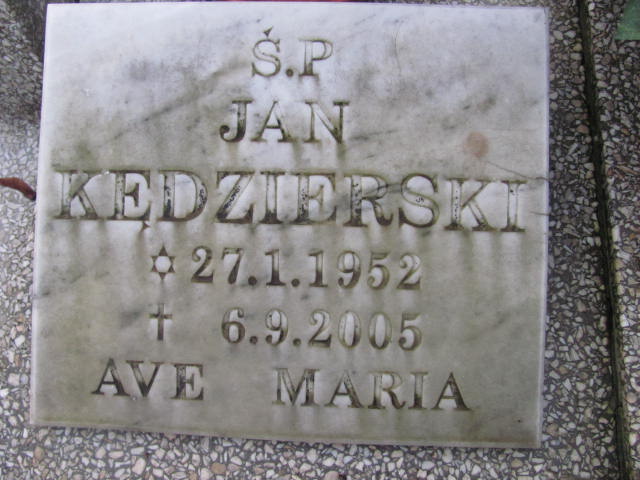 Ś.P
JAN
KĘDZIERSKI
✡ 27.1.1952
✝ 6.9.2005
AVE MARIA